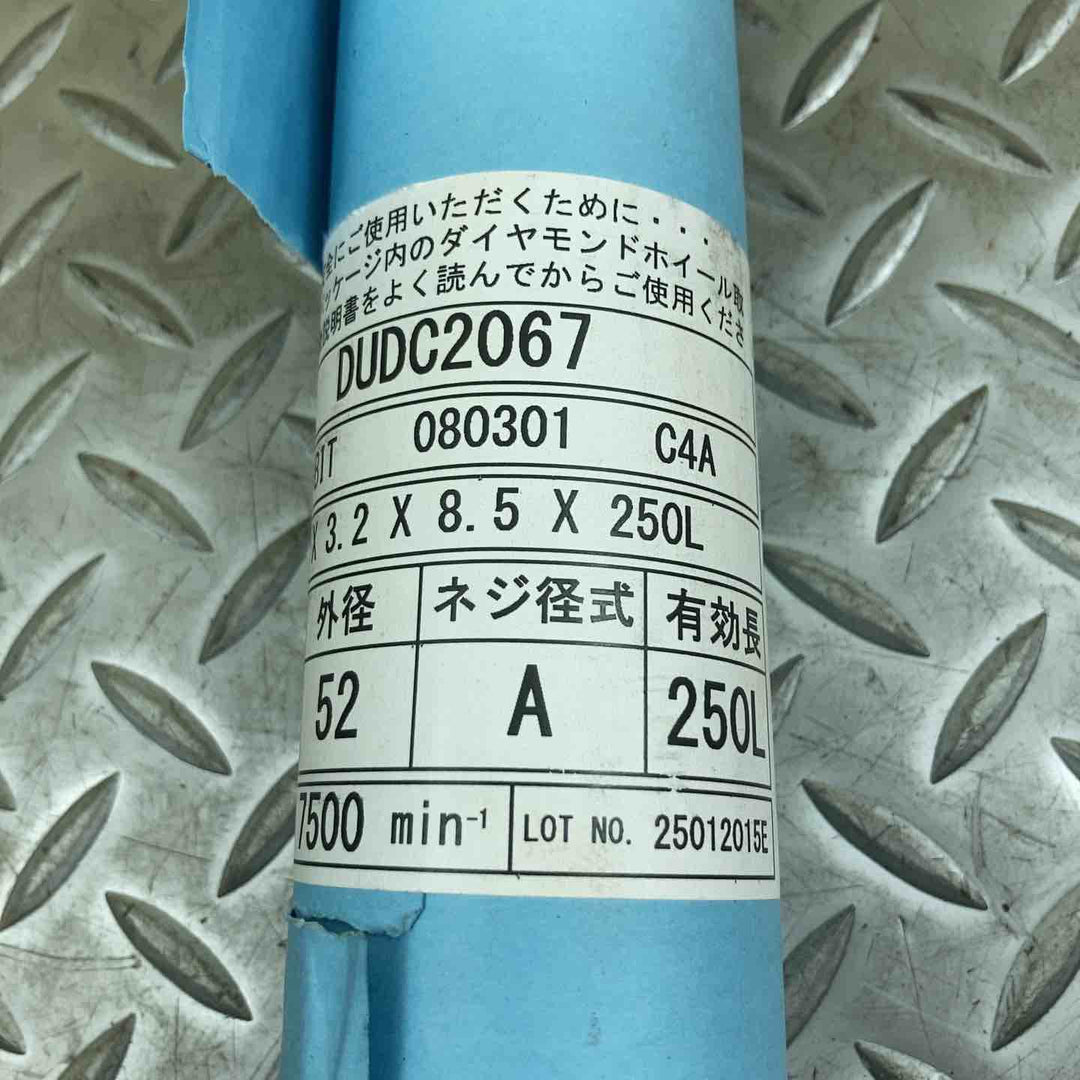 全にご使用いただくために・・・
ッケージ内のダイヤモンドホイール取
説明書をよく読んでからご使用くださ
DUDC2067
BIT 080301 C4A
X 3.2 X 8.5 X 250L
外径 ネジ径式 有効長
52 A 250L
7500 min-1 LOT NO. 25012015E